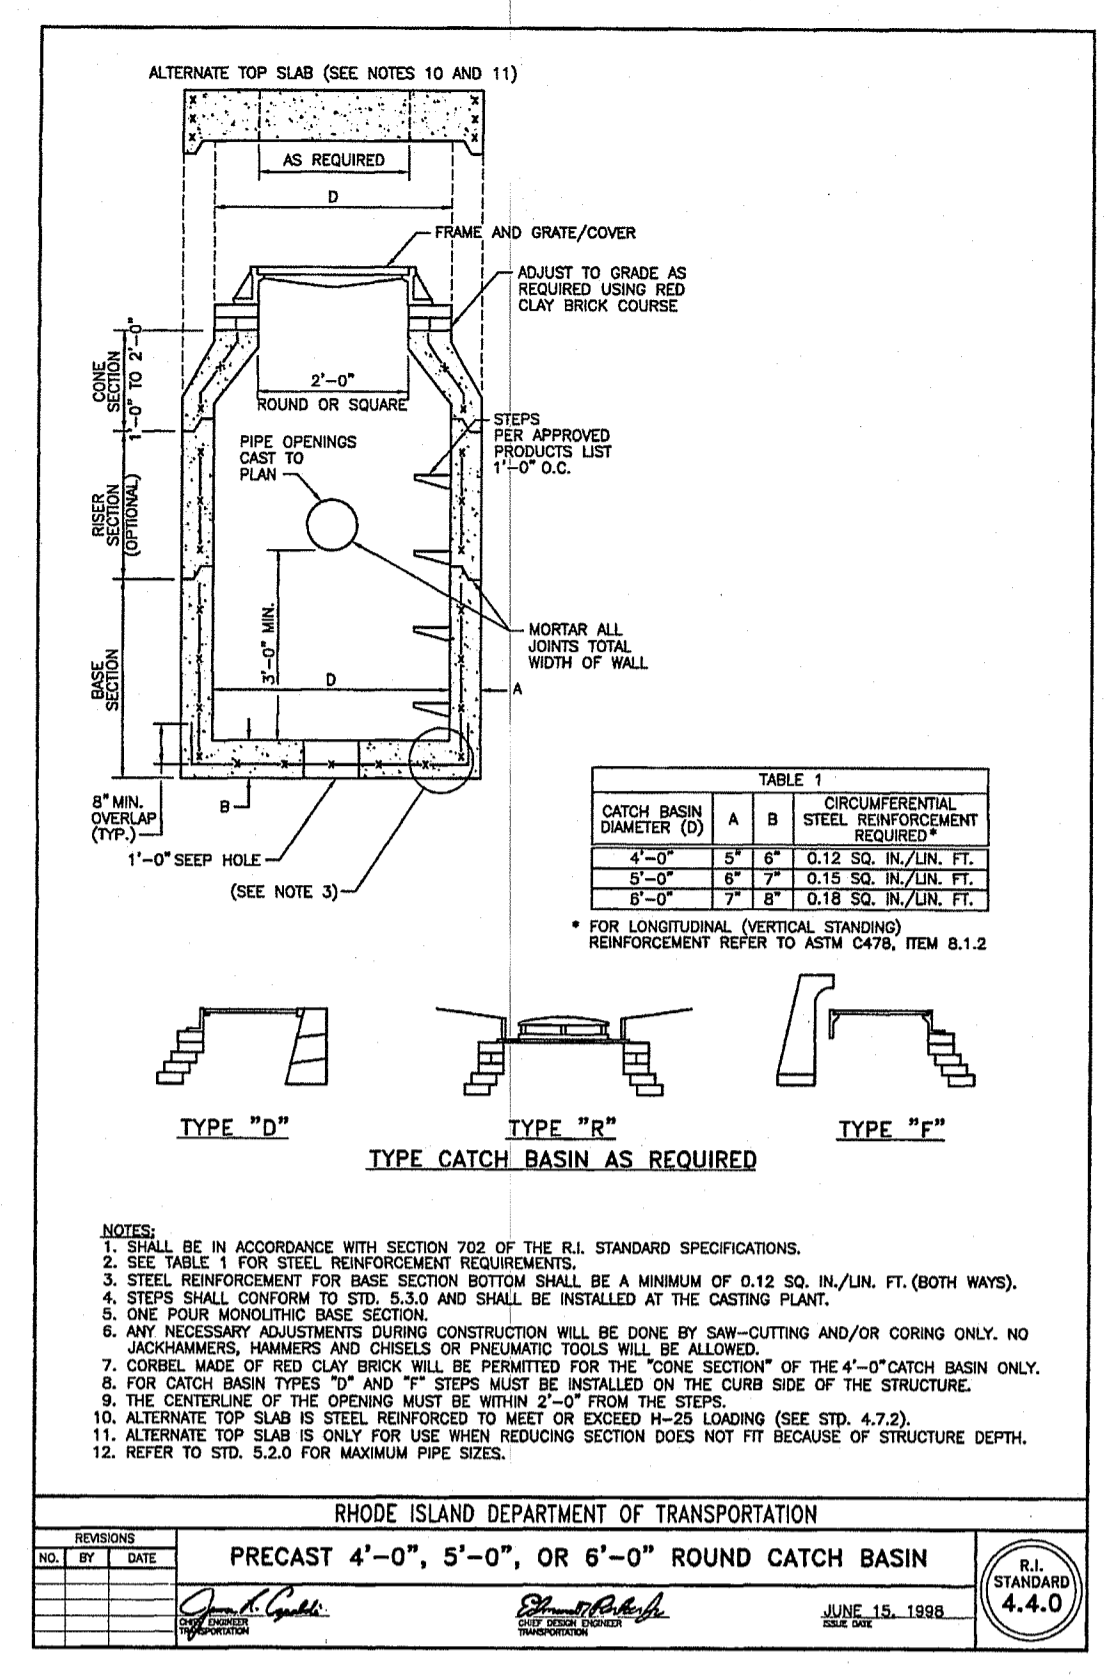 ALTERNATE TOP SLAB (SEE NOTES 10 AND 11)
AS REQUIRED
D
FRAME AND GRATE/COVER
ADJUST TO GRADE AS
REQUIRED USING RED
CLAY BRICK COURSE
CONE
SECTION
1'-0" TO 2'-0"
2'-0"
ROUND OR SQUARE
STEPS
PER APPROVED
PRODUCTS LIST
1'-0" O.C.
PIPE OPENINGS
CAST TO
PLAN
RISER
SECTION
(OPTIONAL)
3'-0" MIN.
MORTAR ALL
JOINTS TOTAL
WIDTH OF WALL
BASE
SECTION
D
A
8" MIN.
OVERLAP
(TYP.)
B
1'-0" SEEP HOLE
(SEE NOTE 3)
TABLE 1
CATCH BASIN DIAMETER (D) A B CIRCUMFERENTIAL STEEL REINFORCEMENT REQUIRED*
4'-0" 5" 6" 0.12 SQ. IN./LIN. FT.
5'-0" 6" 7" 0.15 SQ. IN./LIN. FT.
6'-0" 7" 8" 0.18 SQ. IN./LIN. FT.
* FOR LONGITUDINAL (VERTICAL STANDING)
REINFORCEMENT REFER TO ASTM C478, ITEM 8.1.2
TYPE "D"
TYPE "R"
TYPE "F"
TYPE CATCH BASIN AS REQUIRED
NOTES:
1. SHALL BE IN ACCORDANCE WITH SECTION 702 OF THE R.I. STANDARD SPECIFICATIONS.
2. SEE TABLE 1 FOR STEEL REINFORCEMENT REQUIREMENTS.
3. STEEL REINFORCEMENT FOR BASE SECTION BOTTOM SHALL BE A MINIMUM OF 0.12 SQ. IN./LIN. FT. (BOTH WAYS).
4. STEPS SHALL CONFORM TO STD. 5.3.0 AND SHALL BE INSTALLED AT THE CASTING PLANT.
5. ONE POUR MONOLITHIC BASE SECTION.
6. ANY NECESSARY ADJUSTMENTS DURING CONSTRUCTION WILL BE DONE BY SAW-CUTTING AND/OR CORING ONLY. NO
JACKHAMMERS, HAMMERS AND CHISELS OR PNEUMATIC TOOLS WILL BE ALLOWED.
7. CORBEL MADE OF RED CLAY BRICK WILL BE PERMITTED FOR THE "CONE SECTION" OF THE 4'-0" CATCH BASIN ONLY.
8. FOR CATCH BASIN TYPES "D" AND "F" STEPS MUST BE INSTALLED ON THE CURB SIDE OF THE STRUCTURE.
9. THE CENTERLINE OF THE OPENING MUST BE WITHIN 2'-0" FROM THE STEPS.
10. ALTERNATE TOP SLAB IS STEEL REINFORCED TO MEET OR EXCEED H-25 LOADING (SEE STD. 4.7.2).
11. ALTERNATE TOP SLAB IS ONLY FOR USE WHEN REDUCING SECTION DOES NOT FIT BECAUSE OF STRUCTURE DEPTH.
12. REFER TO STD. 5.2.0 FOR MAXIMUM PIPE SIZES.
RHODE ISLAND DEPARTMENT OF TRANSPORTATION
REVISIONS
NO. BY DATE
PRECAST 4'-0", 5'-0", OR 6'-0" ROUND CATCH BASIN
CHIEF ENGINEER
TRANSPORTATION
CHIEF DESIGN ENGINEER
TRANSPORTATION
JUNE 15, 1998
ISSUE DATE
R.I.
STANDARD
4.4.0